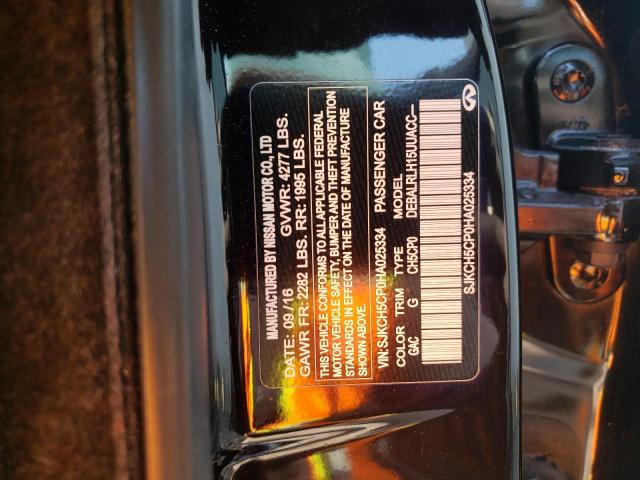 MANUFACTURED BY NISSAN MOTOR CO., LTD
DATE: 09/16 GVWR: 4277 LBS.
GAWR FR: 2282 LBS. RR: 1995 LBS.
THIS VEHICLE CONFORMS TO ALL APPLICABLE FEDERAL
MOTOR VEHICLE SAFETY, BUMPER AND THEFT PREVENTION
STANDARDS IN EFFECT ON THE DATE OF MANUFACTURE
SHOWN ABOVE.
VIN: SJKCH5CP0HA025334 PASSENGER CAR
COLOR TRIM TYPE MODEL
GAC G CH5CP0 DEBALRLH15UUACC—
SJKCH5CP0HA025334